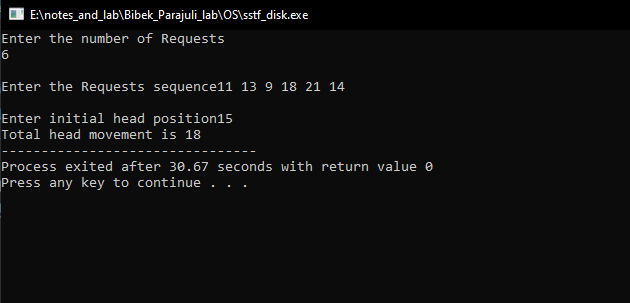 E:\notes_and_lab\Bibek_Parajuli_lab\OS\sstf_disk.exe
Enter the number of Requests
6
Enter the Requests sequence11 13 9 18 21 14
Enter initial head position15
Total head movement is 18
--------------------------------
Process exited after 30.67 seconds with return value 0
Press any key to continue . . .